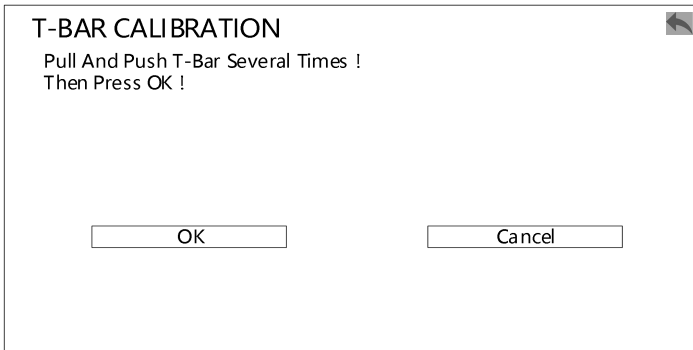 T-BAR CALIBRATION
Pull And Push T-Bar Several Times !
Then Press OK !
OK
Cancel